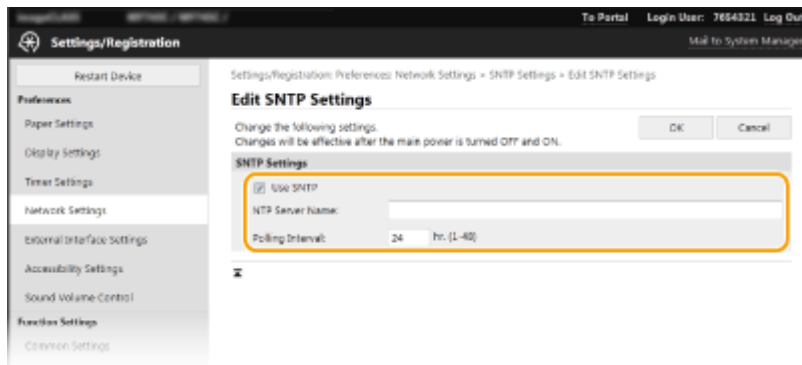 To Portal Login User: 7654321 Log Ou
Settings/Registration
Mail to System Manager
Restart Device
Preferences
Paper Settings
Display Settings
Timer Settings
Network Settings
External Interface Settings
Accessibility Settings
Sound Volume Control
Function Settings
Common Settings
Settings/Registration: Preferences: Network Settings > SNTP Settings > Edit SNTP Settings
Edit SNTP Settings
Change the following settings.
Changes will be effective after the main power is turned OFF and ON.
OK
Cancel
SNTP Settings
Use SNTP
NTP Server Name:
Polling Interval: 24 hr. (1-48)